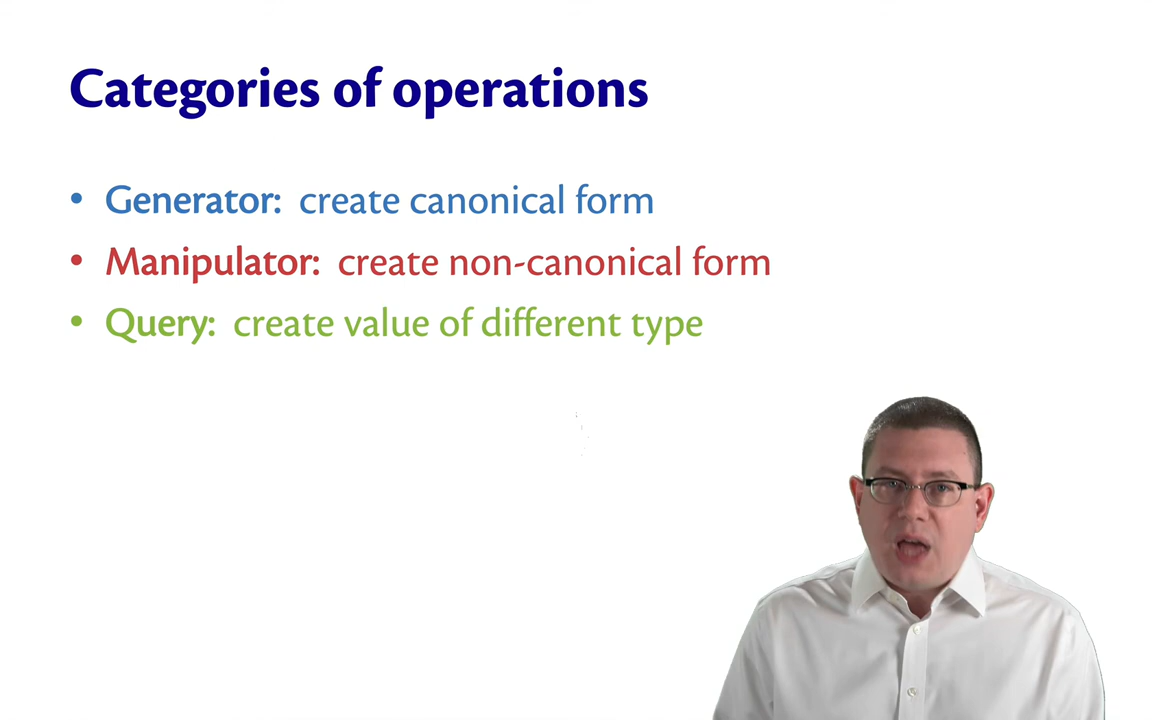 Categories of operations
• Generator: create canonical form
• Manipulator: create non-canonical form
• Query: create value of different type